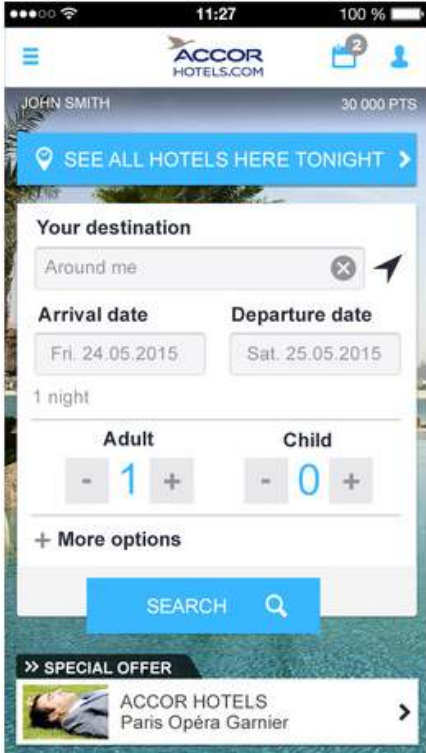 11:27 100 %
ACCOR
HOTELS.COM
2
JOHN SMITH 30 000 PTS
SEE ALL HOTELS HERE TONIGHT
Your destination
Around me
Arrival date Departure date
Fri. 24.05.2015 Sat. 25.05.2015
1 night
Adult Child
- 1 + - 0 +
+ More options
SEARCH
» SPECIAL OFFER
ACCOR HOTELS
Paris Opéra Garnier